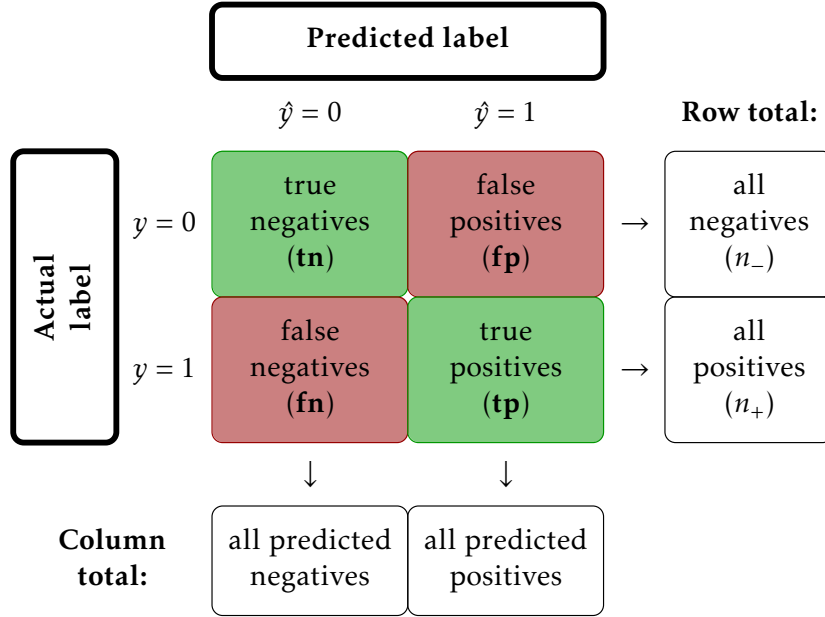 Predicted label
ŷ = 0
ŷ = 1
Row total:
Actual
label
y = 0
true
negatives
(tn)
false
positives
(fp)
→
all
negatives
(n₋)
y = 1
false
negatives
(fn)
true
positives
(tp)
→
all
positives
(n₊)
↓
↓
Column
total:
all predicted
negatives
all predicted
positives